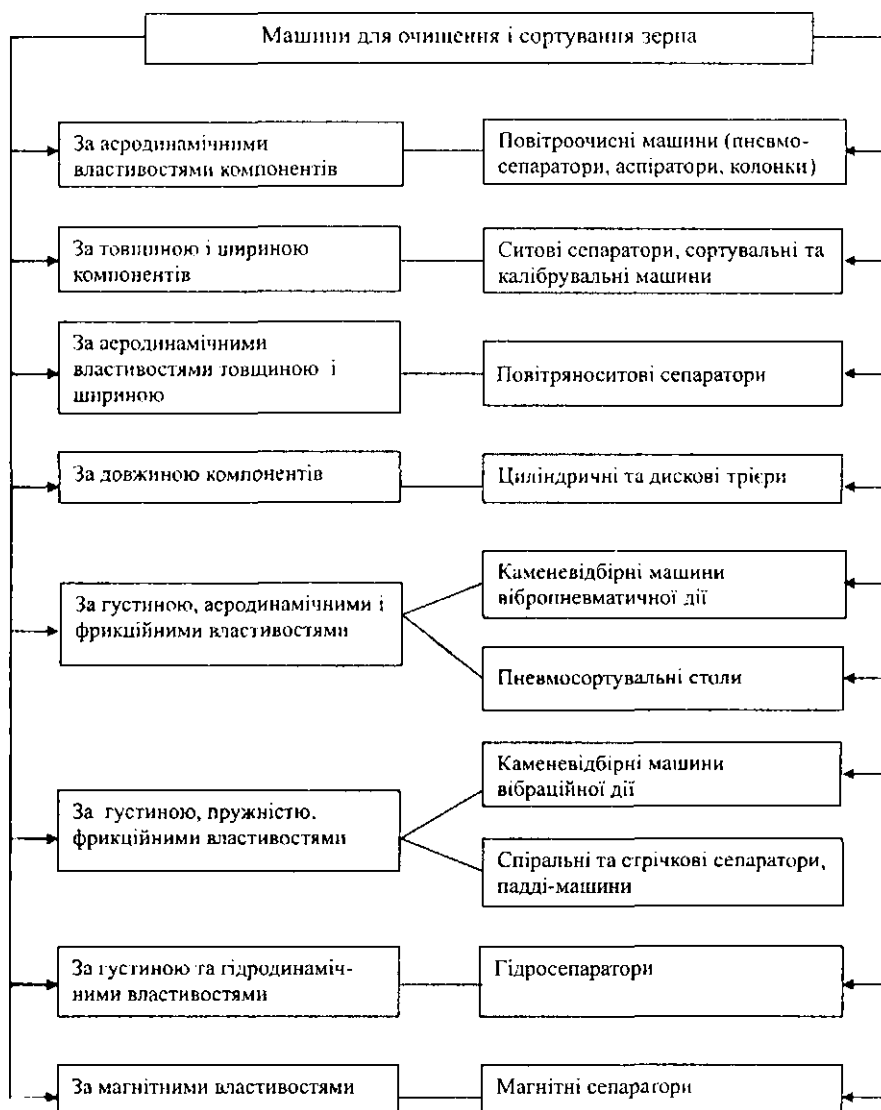 Машини для очищення і сортування зерна
За аеродинамічними
властивостями компонентів
Повітроочисні машини (пневмо-
сепаратори, аспіратори, колонки)
За товщиною і шириною
компонентів
Ситові сепаратори, сортувальні та
калібрувальні машини
За аеродинамічними
властивостями товщиною і
шириною
Повітряноситові сепаратори
За довжиною компонентів
Циліндричні та дискові трієри
За густиною, аеродинамічними і
фрикційними властивостями
Каменевідбірні машини
вібропневматичної дії
Пневмосортувальні столи
За густиною, пружністю.
фрикційними властивостями
Каменевідбірні машини
вібраційної дії
Спіральні та стрічкові сепаратори,
падді-машини
За густиною та гідродинаміч-
ними властивостями
Гідросепаратори
За магнітними властивостями
Магнітні сепаратори